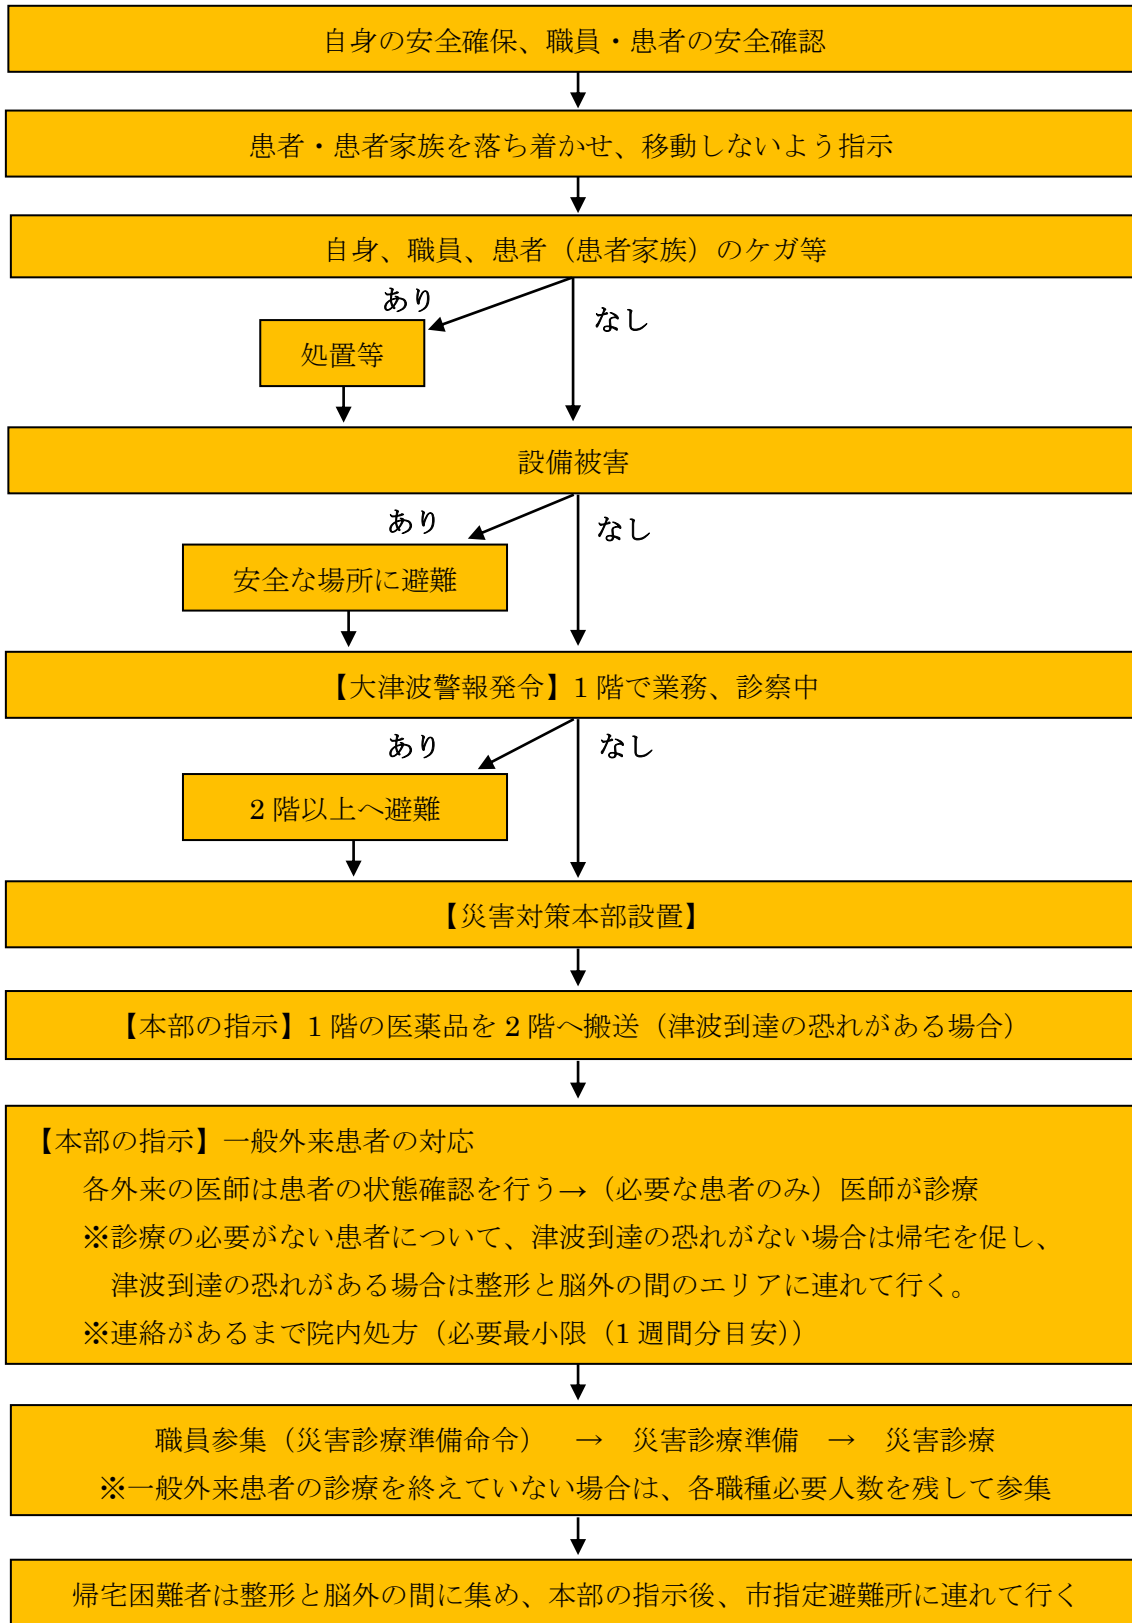 自身の安全確保、職員・患者の安全確認
患者・患者家族を落ち着かせ、移動しないよう指示
自身、職員、患者（患者家族）のケガ等
あり
なし
処置等
設備被害
あり
なし
安全な場所に避難
【大津波警報発令】1 階で業務、診察中
あり
なし
2 階以上へ避難
【災害対策本部設置】
【本部の指示】1 階の医薬品を 2 階へ搬送（津波到達の恐れがある場合）
【本部の指示】一般外来患者の対応
各外来の医師は患者の状態確認を行う→（必要な患者のみ）医師が診療
※診療の必要がない患者について、津波到達の恐れがない場合は帰宅を促し、
津波到達の恐れがある場合は整形と脳外の間のエリアに連れて行く。
※連絡があるまで院内処方（必要最小限（1 週間分目安））
職員参集（災害診療準備命令）　→　災害診療準備　→　災害診療
※一般外来患者の診療を終えていない場合は、各職種必要人数を残して参集
帰宅困難者は整形と脳外の間に集め、本部の指示後、市指定避難所に連れて行く